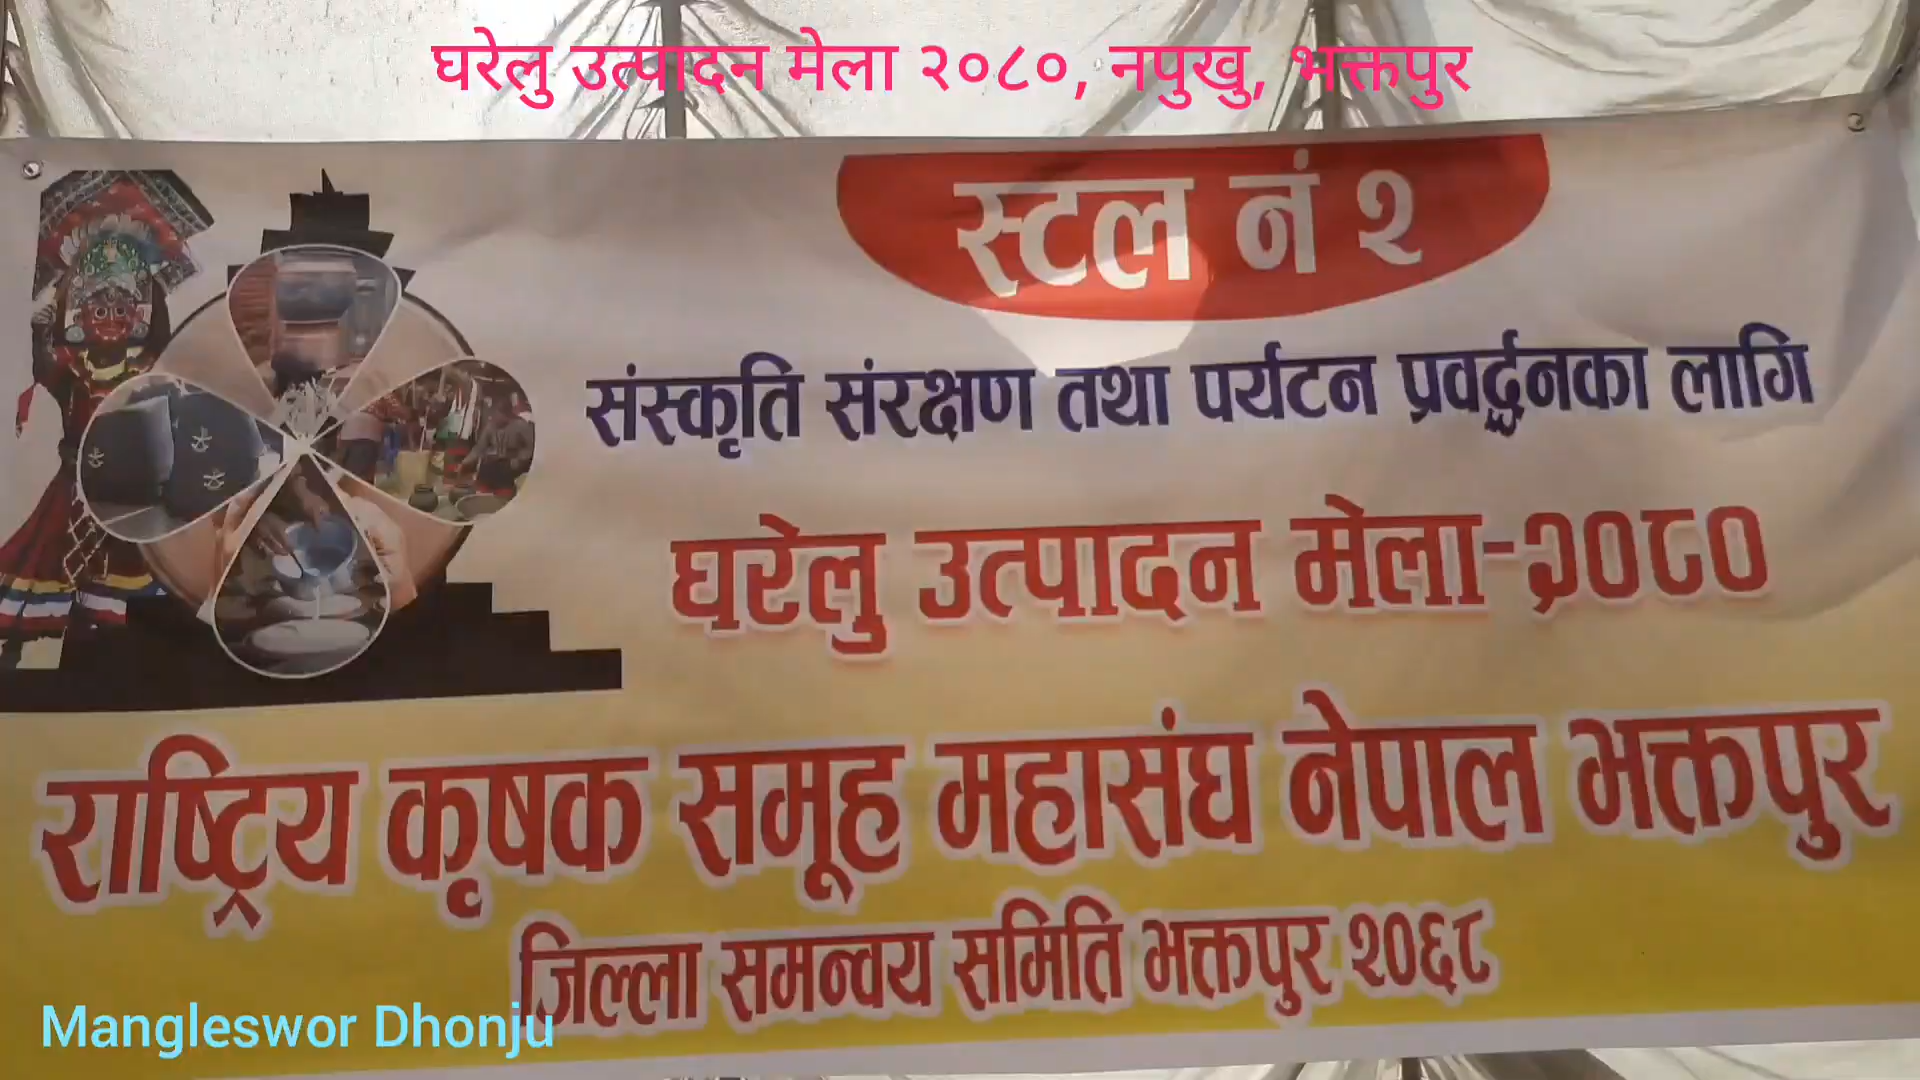 घरेलु उत्पादन मेला २०८०, नपुखु, भक्तपुर
स्टल नं २
संस्कृति संरक्षण तथा पर्यटन प्रवर्द्धनका लागि
घरेलु उत्पादन मेला-२०८०
राष्ट्रिय कृषक समूह महासंघ नेपाल भक्तपुर
जिल्ला समन्वय समिति भक्तपुर २०६८
Mangleswor Dhonju